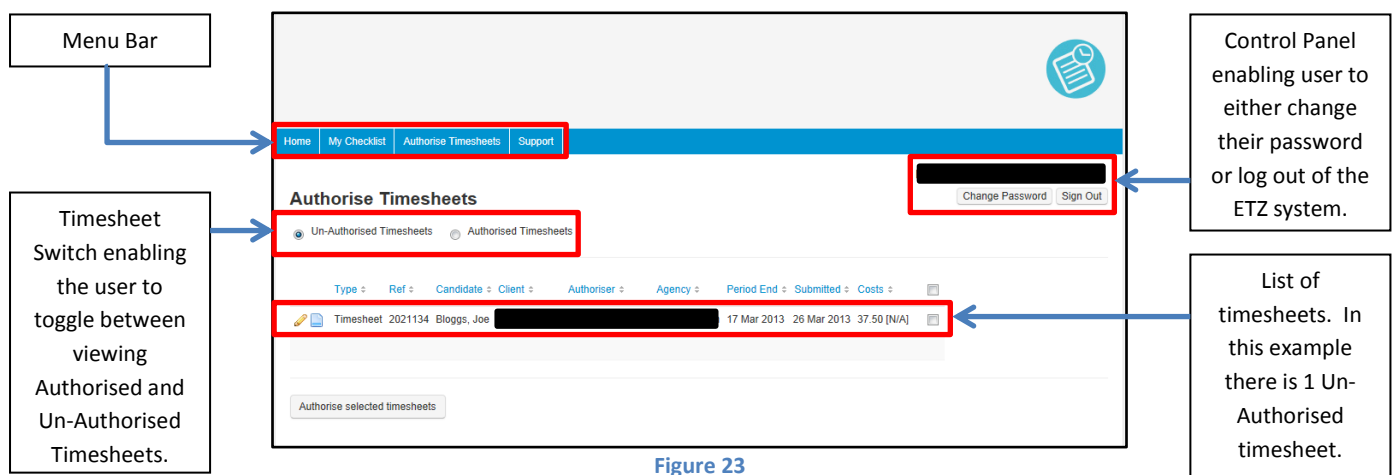 Menu Bar
Control Panel
enabling user to
either change
their password
or log out of the
ETZ system.
Home My Checklist Authorise Timesheets Support
Change Password Sign Out
Authorise Timesheets
Timesheet
Switch enabling
the user to
toggle between
viewing
Authorised and
Un-Authorised
Timesheets.
Un-Authorised Timesheets Authorised Timesheets
Type Ref Candidate Client Authoriser Agency Period End Submitted Costs
Timesheet 2021134 Bloggs, Joe 17 Mar 2013 26 Mar 2013 37.50 [N/A]
List of
timesheets. In
this example
there is 1 Un-
Authorised
timesheet.
Authorise selected timesheets
Figure 23